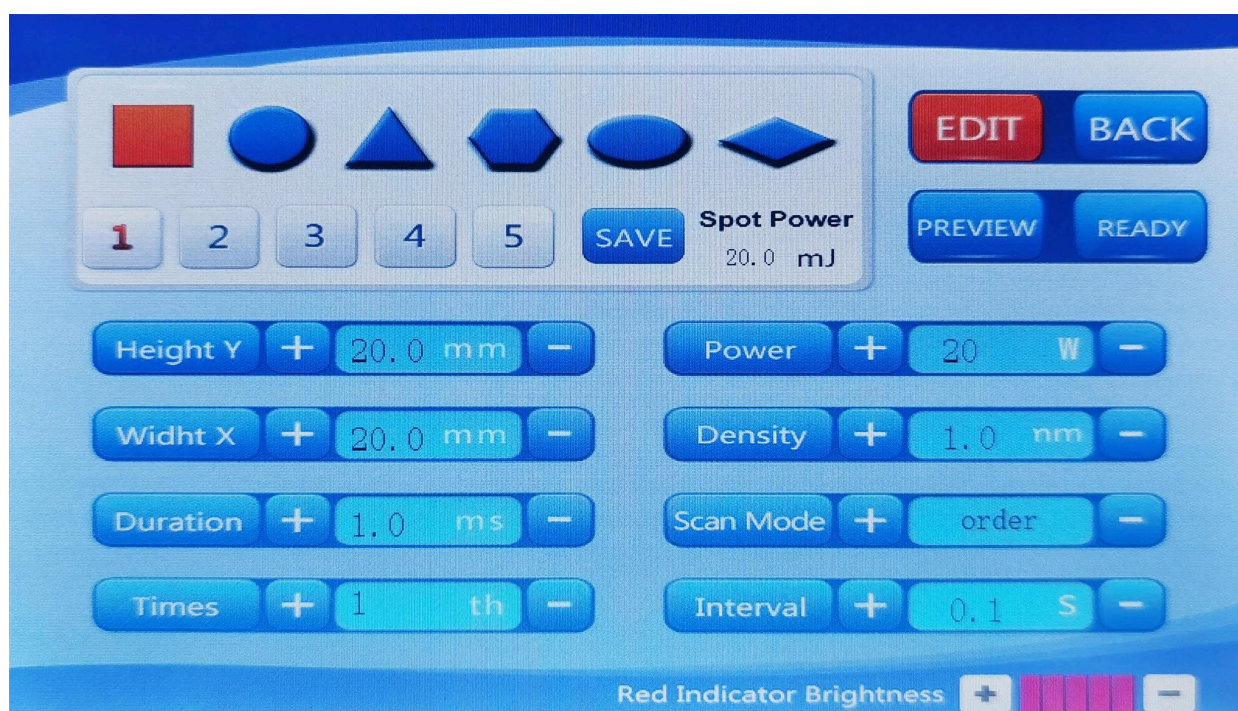 EDIT BACK
1 2 3 4 5 SAVE Spot Power
20.0 mJ
PREVIEW READY
Height Y + 20.0 mm −
Power + 20 W −
Widht X + 20.0 mm −
Density + 1.0 nm −
Duration + 1.0 ms −
Scan Mode + order −
Times + 1 th −
Interval + 0.1 S −
Red Indicator Brightness + −